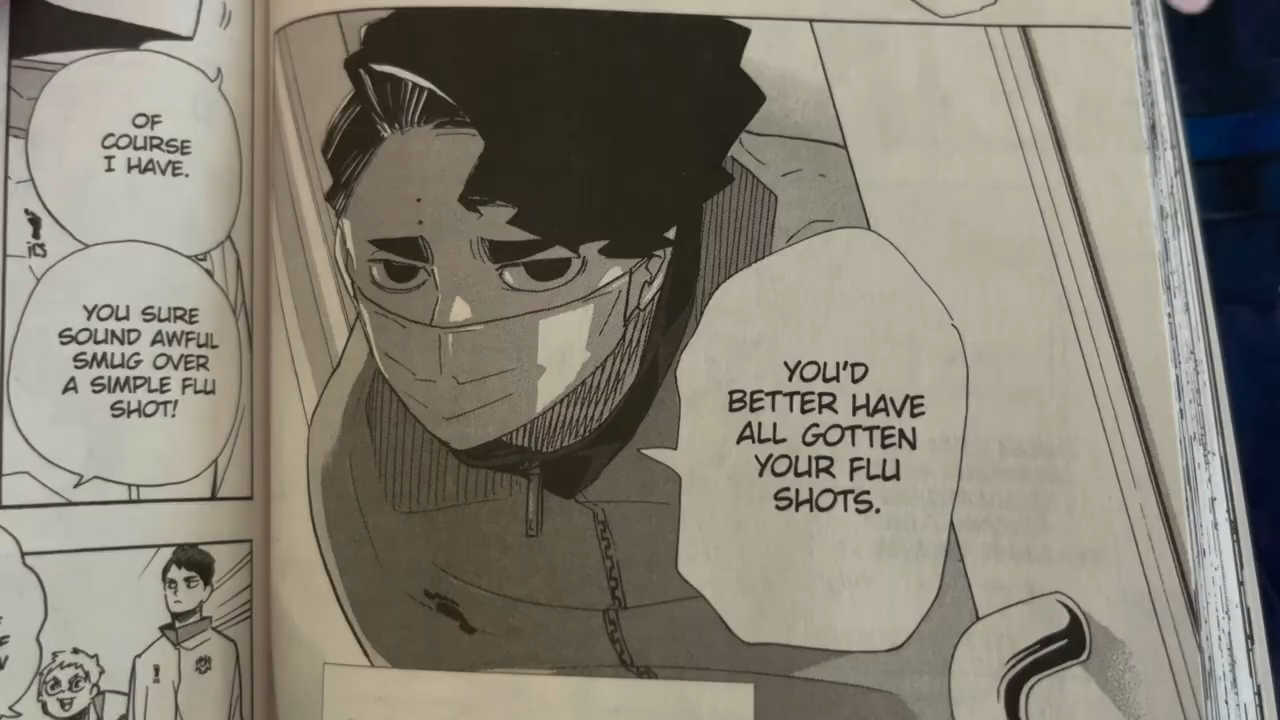 OF
COURSE
I HAVE.
YOU SURE
SOUND AWFUL
SMUG OVER
A SIMPLE FLU
SHOT!
YOU'D
BETTER HAVE
ALL GOTTEN
YOUR FLU
SHOTS.